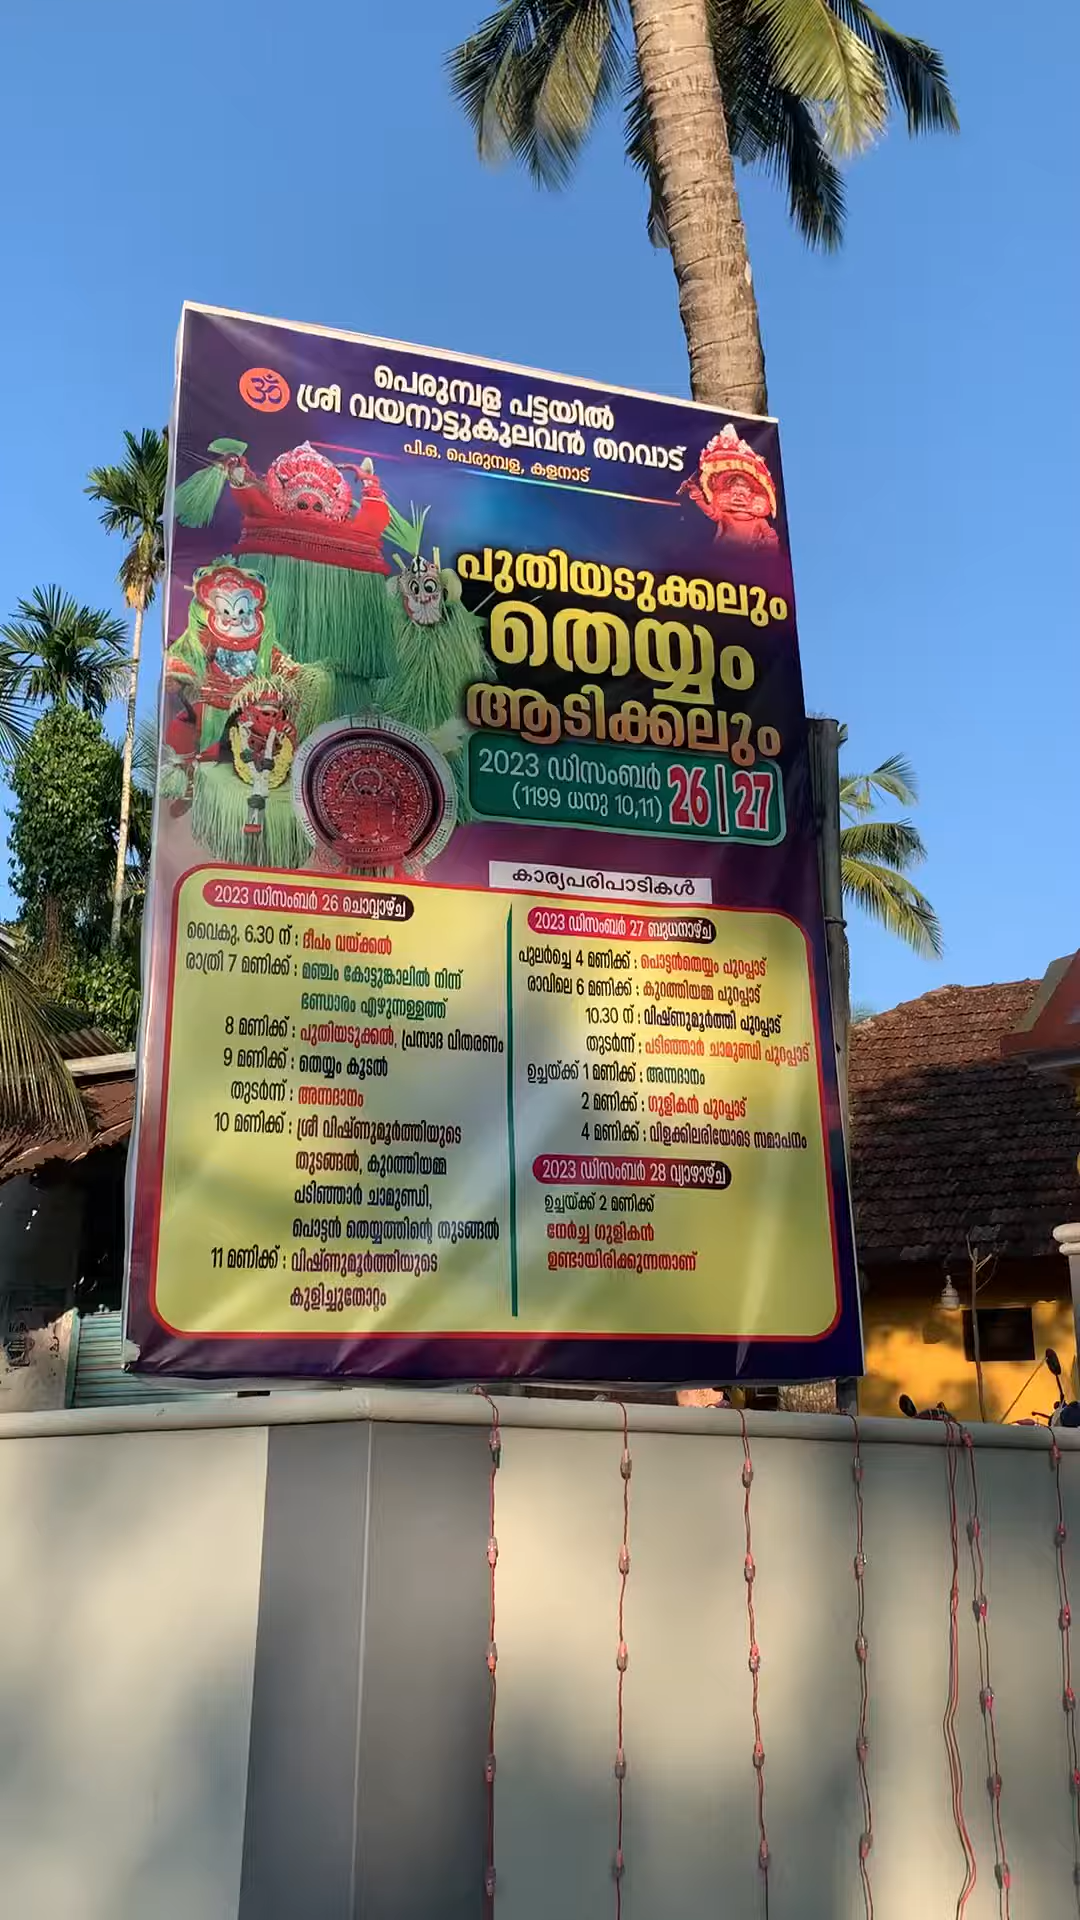 ॐ
പെരുമ്പള പട്ടയിൽ
ശ്രീ വയനാട്ടുകുലവൻ തറവാട്
പി.ഒ. പെരുമ്പള, കളനാട്
പുതിയടുക്കലും
തെയ്യം
ആടിക്കലും
2023 ഡിസംബർ 26 | 27
(1199 ധനു 10,11)
കാര്യപരിപാടികൾ
2023 ഡിസംബർ 26 ചൊവ്വാഴ്ച
വൈകു. 6.30 ന് : ദീപം വയ്ക്കൽ
രാത്രി 7 മണിക്ക് : മഞ്ചം കോട്ടുങ്കാലിൽ നിന്ന്
ഭണ്ഡാരം എഴുന്നള്ളത്ത്
8 മണിക്ക് : പുതിയടുക്കൽ, പ്രസാദ വിതരണം
9 മണിക്ക് : തെയ്യം കൂടൽ
തുടർന്ന് : അന്നദാനം
10 മണിക്ക് : ശ്രീ വിഷ്ണുമൂർത്തിയുടെ
തുടങ്ങൽ, കുറത്തിയമ്മ
പടിഞ്ഞാർ ചാമുണ്ഡി,
പൊട്ടൻ തെയ്യത്തിന്റെ തുടങ്ങൽ
11 മണിക്ക് : വിഷ്ണുമൂർത്തിയുടെ
കുളിച്ചുതോറ്റം
2023 ഡിസംബർ 27 ബുധനാഴ്ച
പുലർച്ചെ 4 മണിക്ക് : പൊട്ടൻതെയ്യം പുറപ്പാട്
രാവിലെ 6 മണിക്ക് : കുറത്തിയമ്മ പുറപ്പാട്
10.30 ന് : വിഷ്ണുമൂർത്തി പുറപ്പാട്
തുടർന്ന് : പടിഞ്ഞാർ ചാമുണ്ഡി പുറപ്പാട്
ഉച്ചയ്ക്ക് 1 മണിക്ക് : അന്നദാനം
2 മണിക്ക് : ഗുളികൻ പുറപ്പാട്
4 മണിക്ക് : വിളക്കിലരിയോടെ സമാപനം
2023 ഡിസംബർ 28 വ്യാഴാഴ്ച
ഉച്ചയ്ക്ക് 2 മണിക്ക്
നേർച്ച ഗുളികൻ
ഉണ്ടായിരിക്കുന്നതാണ്